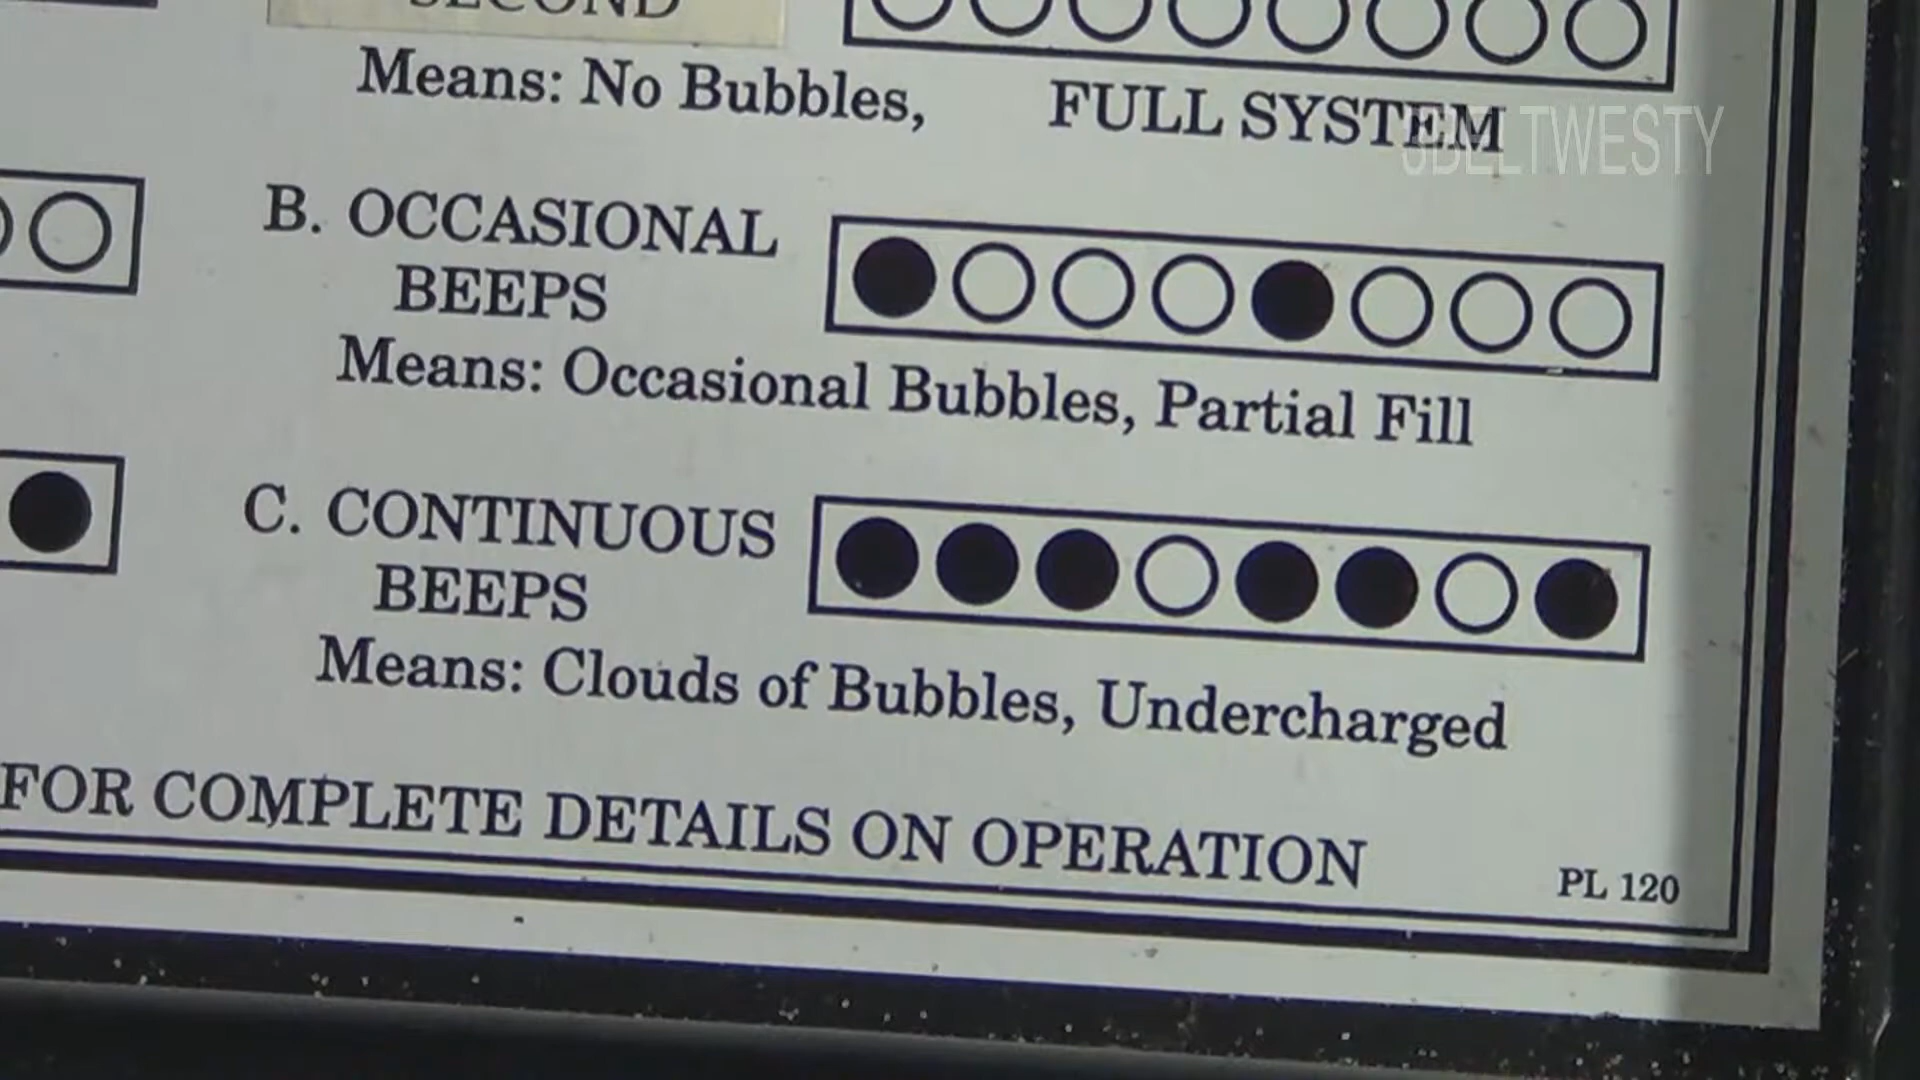 SECOND
Means: No Bubbles, FULL SYSTEM
B. OCCASIONAL
BEEPS
Means: Occasional Bubbles, Partial Fill
C. CONTINUOUS
BEEPS
Means: Clouds of Bubbles, Undercharged
FOR COMPLETE DETAILS ON OPERATION
PL 120